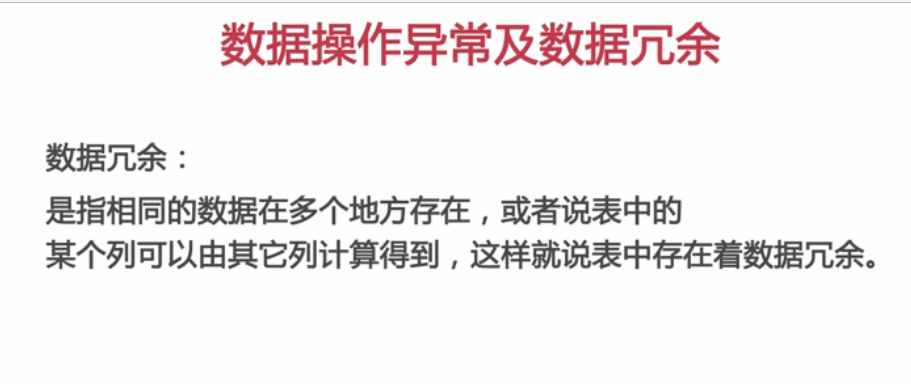 数据操作异常及数据冗余
数据冗余：
是指相同的数据在多个地方存在，或者说表中的
某个列可以由其它列计算得到，这样就说表中存在着数据冗余。